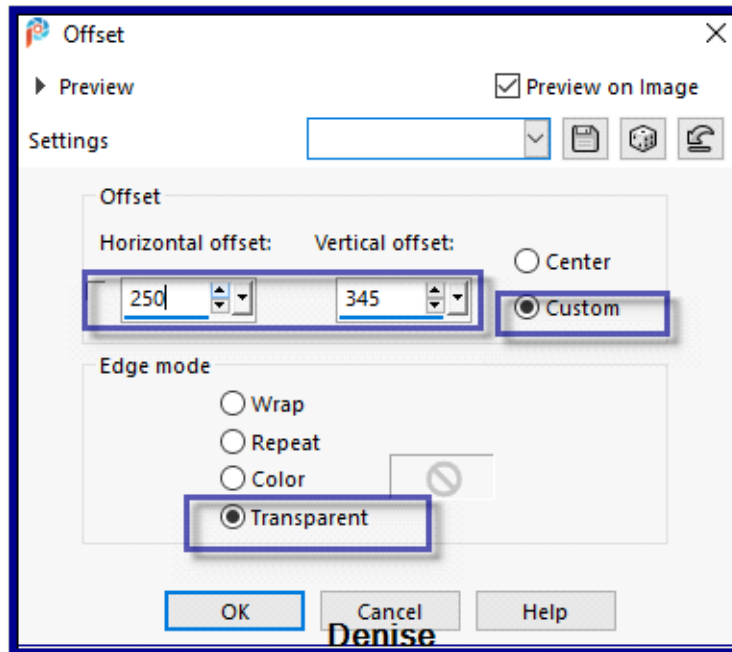 Offset
Preview
Preview on Image
Settings
Offset
Horizontal offset: Vertical offset:
Center
250 345
Custom
Edge mode
Wrap
Repeat
Color
Transparent
OK Cancel Help
Denise